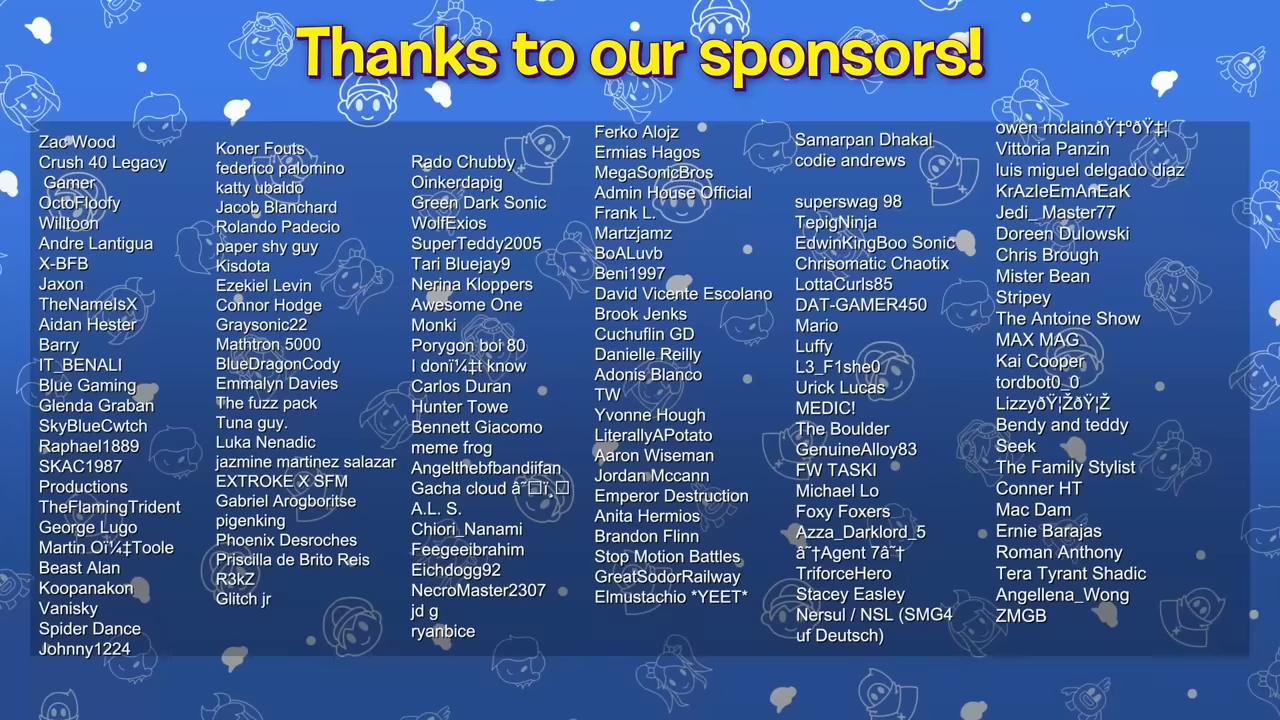 Thanks to our sponsors!
Zac Wood
Crush 40 Legacy
Gamer
OctoFloofy
Willtoon
Andre Lantigua
X-BFB
Jaxon
TheNameIsX
Aidan Hester
Barry
IT_BENALI
Blue Gaming
Glenda Graban
SkyBlueCwtch
Raphael1889
SKAC1987
Productions
TheFlamingTrident
George Lugo
Martin Oï¼‡Toole
Beast Alan
Koopanakon
Vanisky
Spider Dance
Johnny1224
Koner Fouts
federico palomino
katty ubaldo
Jacob Blanchard
Rolando Padecio
paper shy guy
Kisdota
Ezekiel Levin
Connor Hodge
Graysonic22
Mathtron 5000
BlueDragonCody
Emmalyn Davies
The fuzz pack
Tuna guy.
Luka Nenadic
jazmine martinez salazar
EXTROKE X SFM
Gabriel Arogboritse
pigenking
Phoenix Desroches
Priscilla de Brito Reis
R3kZ
Glitch jr
Rado Chubby
Oinkerdapig
Green Dark Sonic
WolfExios
SuperTeddy2005
Tari Bluejay9
Nerina Kloppers
Awesome One
Monki
Porygon boi 80
I donï¼‡t know
Carlos Duran
Hunter Towe
Bennett Giacomo
meme frog
Angelthebfbandiifan
Gacha cloud â˜□ï¸□
A.L. S.
Chiori_Nanami
Feegeeibrahim
Eichdogg92
NecroMaster2307
jd g
ryanbice
Ferko Alojz
Ermias Hagos
MegaSonicBros
Admin House Official
Frank L.
Martzjamz
BoALuvb
Beni1997
David Vicente Escolano
Brook Jenks
Cuchuflin GD
Danielle Reilly
Adonis Blanco
TW
Yvonne Hough
LiterallyAPotato
Aaron Wiseman
Jordan Mccann
Emperor Destruction
Anita Hermios
Brandon Flinn
Stop Motion Battles
GreatSodorRailway
Elmustachio *YEET*
Samarpan Dhakal
codie andrews
superswag 98
TepigNinja
EdwinKingBoo Sonic
Chrisomatic Chaotix
LottaCurls85
DAT-GAMER450
Mario
Luffy
L3_F1she0
Urick Lucas
MEDIC!
The Boulder
GenuineAlloy83
FW TASKI
Michael Lo
Foxy Foxers
Azza_Darklord_5
â˜†Agent 7â˜†
TriforceHero
Stacey Easley
Nersul / NSL (SMG4
uf Deutsch)
owen mclainðŸ‡ºðŸ‡¦
Vittoria Panzin
luis miguel delgado diaz
KrAzIeEmAnEaK
Jedi_ Master77
Doreen Dulowski
Chris Brough
Mister Bean
Stripey
The Antoine Show
MAX MAG
Kai Cooper
tordbot0_0
LizzyðŸ¦ŽðŸ¦Ž
Bendy and teddy
Seek
The Family Stylist
Conner HT
Mac Dam
Ernie Barajas
Roman Anthony
Tera Tyrant Shadic
Angellena_Wong
ZMGB